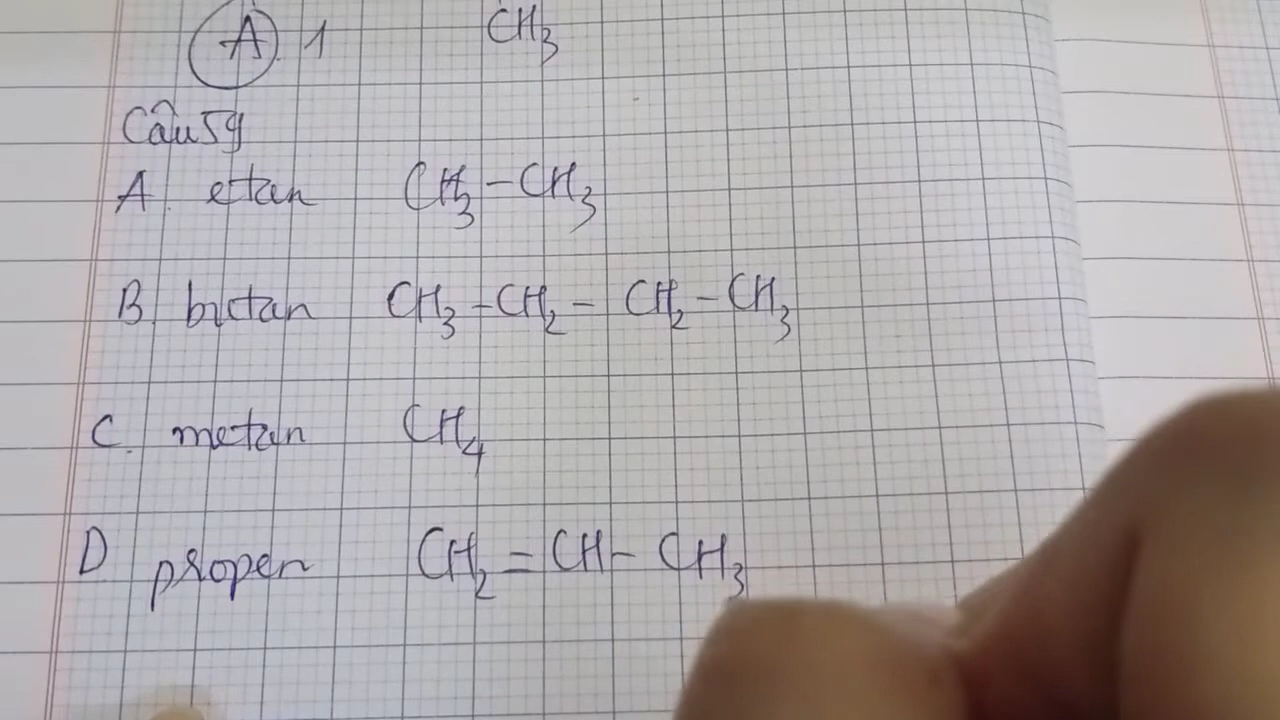 A. 1 CH3
Câu 59
A. etan CH3-CH3
B. butan CH3-CH2-CH2-CH3
C. metan CH4
D propen CH2=CH-CH3